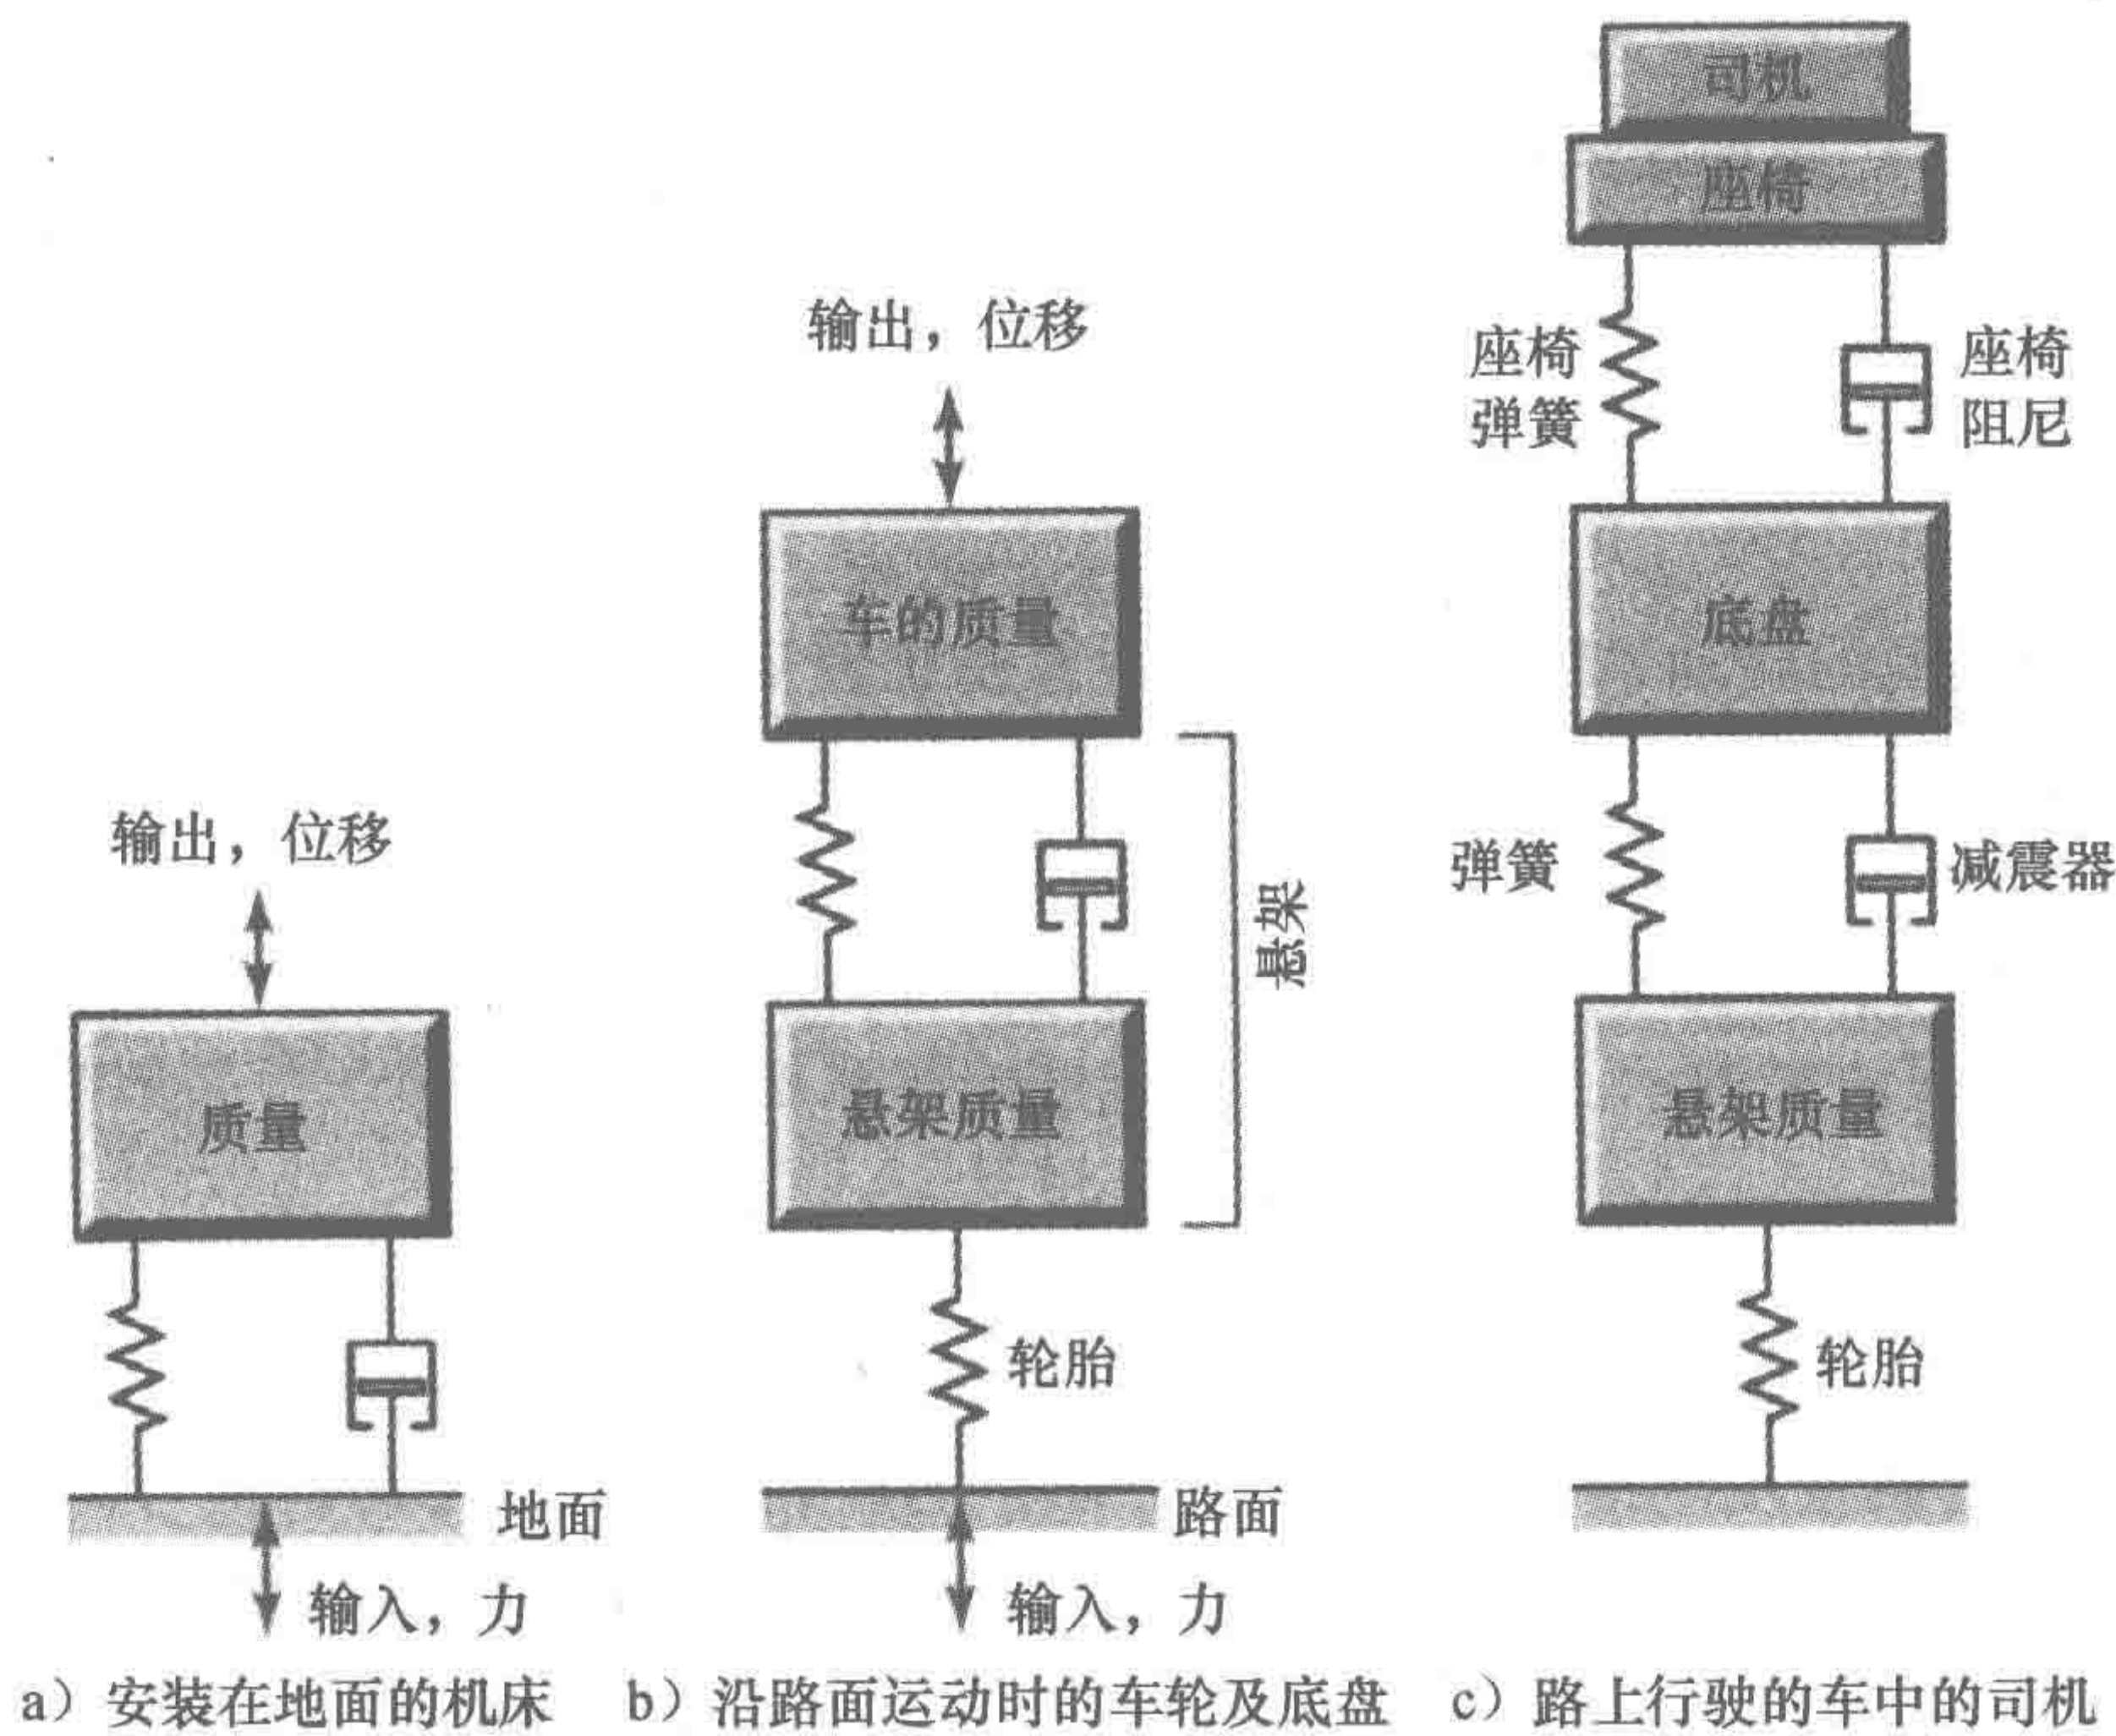 输出，位移
质量
地面
输入，力
a）安装在地面的机床
输出，位移
车的质量
悬架
悬架质量
轮胎
路面
输入，力
b）沿路面运动时的车轮及底盘
司机
座椅
座椅
弹簧
座椅
阻尼
底盘
弹簧
减震器
悬架质量
轮胎
c）路上行驶的车中的司机